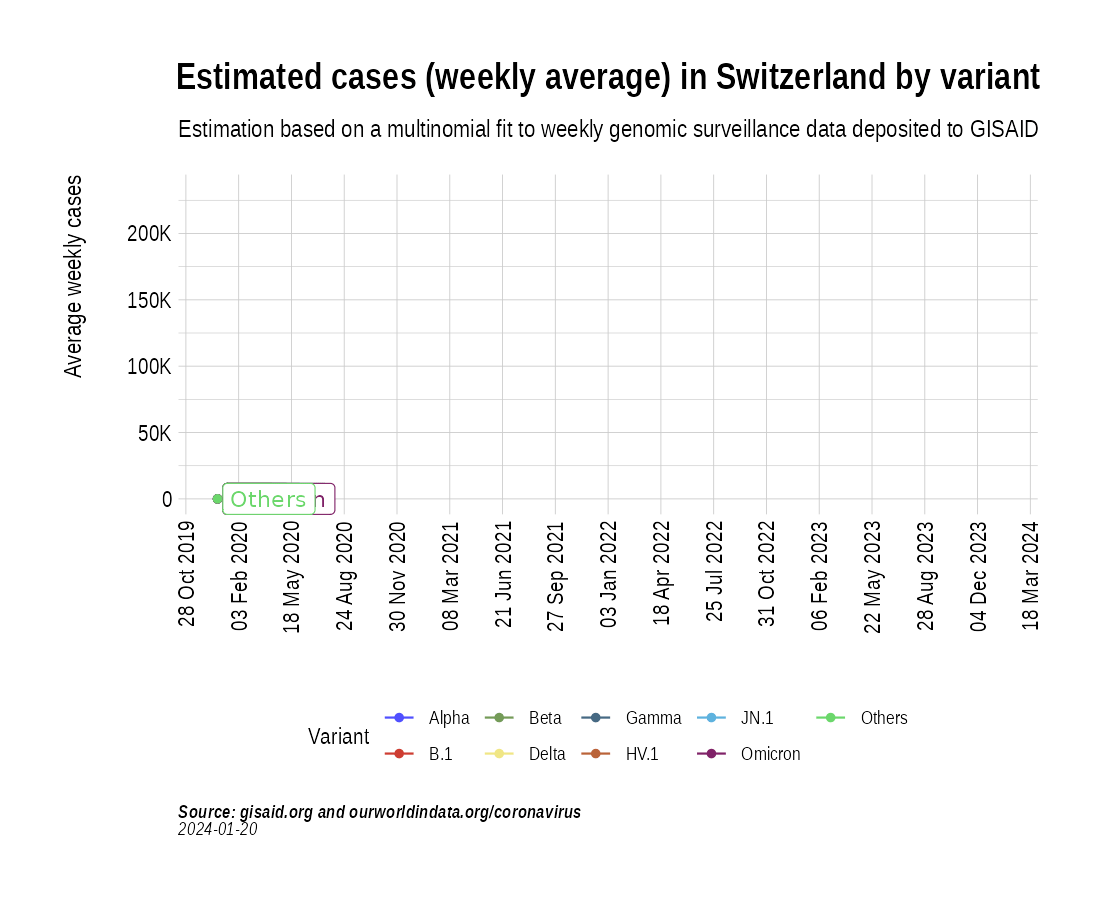 Estimated cases (weekly average) in Switzerland by variant
Estimation based on a multinomial fit to weekly genomic surveillance data deposited to GISAID
Average weekly cases
200K
150K
100K
50K
0
Others
n
28 Oct 2019
03 Feb 2020
18 May 2020
24 Aug 2020
30 Nov 2020
08 Mar 2021
21 Jun 2021
27 Sep 2021
03 Jan 2022
18 Apr 2022
25 Jul 2022
31 Oct 2022
06 Feb 2023
22 May 2023
28 Aug 2023
04 Dec 2023
18 Mar 2024
Variant
Alpha
Beta
Gamma
JN.1
Others
B.1
Delta
HV.1
Omicron
Source: gisaid.org and ourworldindata.org/coronavirus
2024-01-20